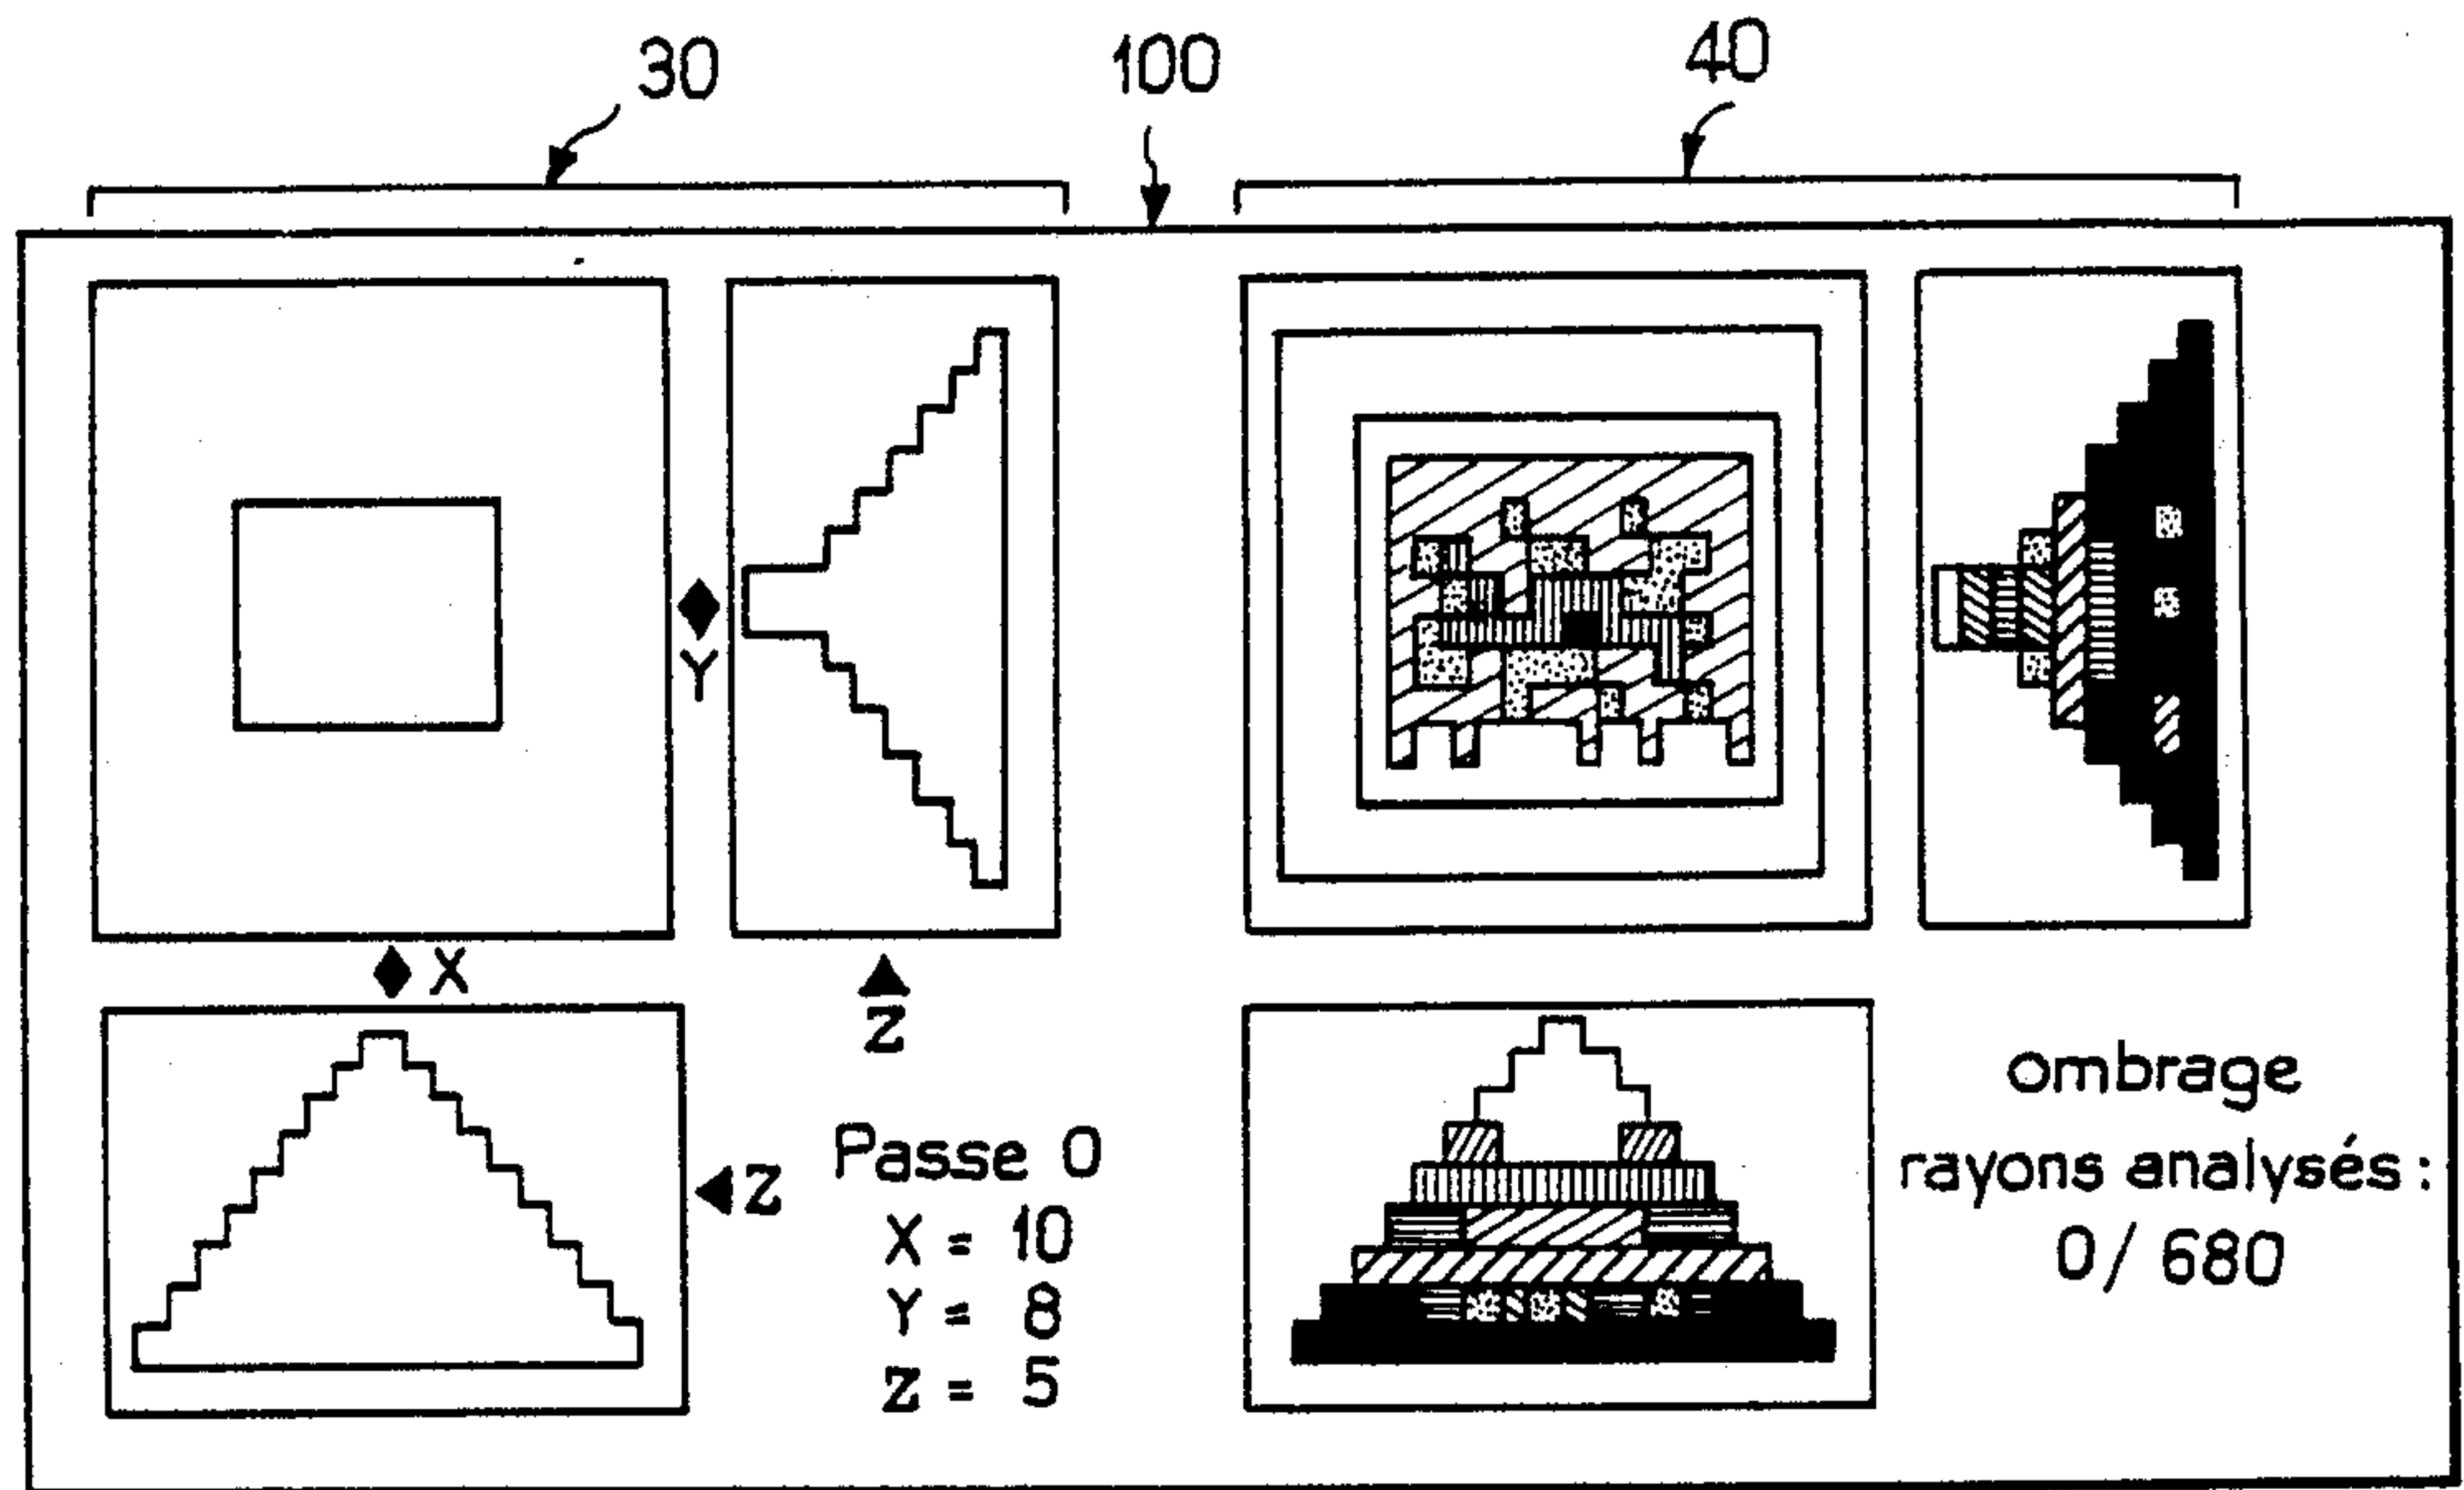 30
100
40
Y
X
Z
Z
Passe 0
X = 10
Y = 8
Z = 5
ombrage
rayons analysés :
0 / 680